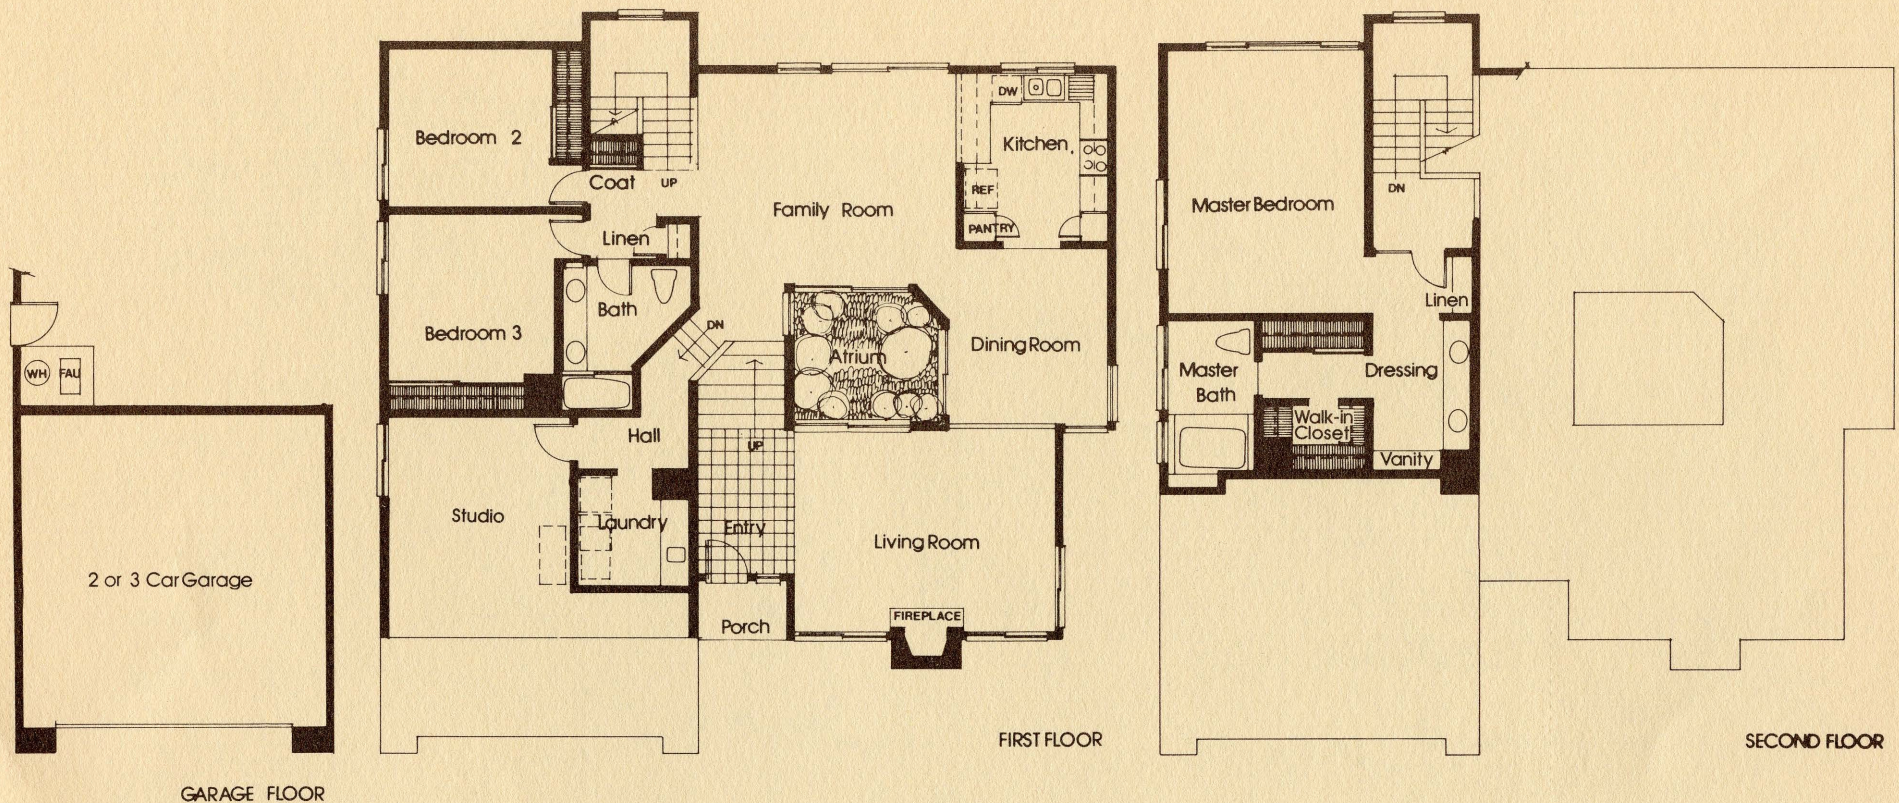 WH
FAU
2 or 3 Car Garage
GARAGE FLOOR
Bedroom 2
Coat
UP
Linen
Bath
Bedroom 3
DN
Family Room
DW
Kitchen
REF
PANTRY
Atrium
Dining Room
Hall
UP
Studio
Laundry
Entry
Living Room
Porch
FIREPLACE
FIRST FLOOR
Master Bedroom
DN
Linen
Master
Bath
Dressing
Walk-in
Closet
Vanity
SECOND FLOOR